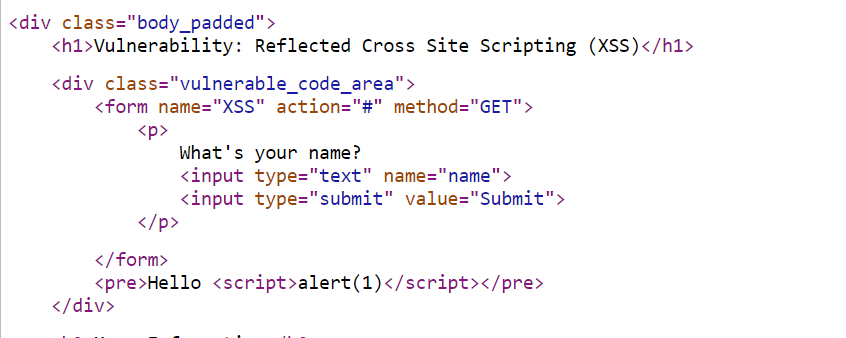 <div class="body_padded">
<h1>Vulnerability: Reflected Cross Site Scripting (XSS)</h1>
<div class="vulnerable_code_area">
<form name="XSS" action="#" method="GET">
<p>
What's your name?
<input type="text" name="name">
<input type="submit" value="Submit">
</p>
</form>
<pre>Hello <script>alert(1)</script></pre>
</div>